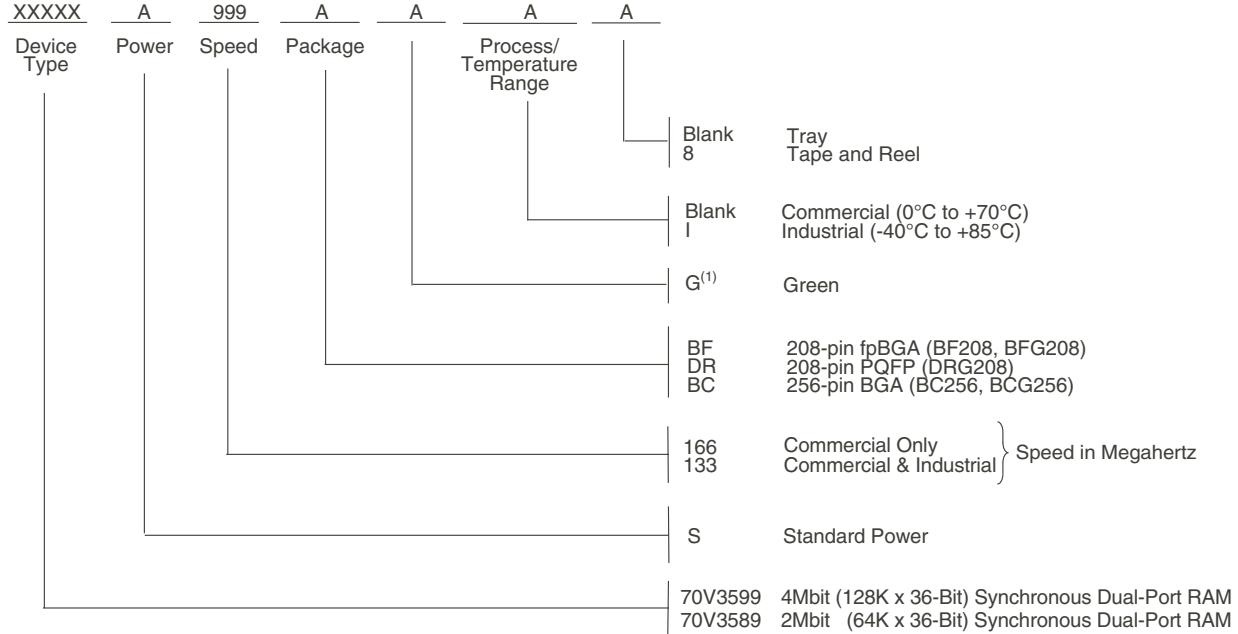 XXXXX A 999 A A A A
Device Type Power Speed Package Process/ Temperature Range
Blank Tray
8 Tape and Reel
Blank Commercial (0°C to +70°C)
I Industrial (-40°C to +85°C)
G(1) Green
BF 208-pin fpBGA (BF208, BFG208)
DR 208-pin PQFP (DRG208)
BC 256-pin BGA (BC256, BCG256)
166 Commercial Only
133 Commercial & Industrial
Speed in Megahertz
S Standard Power
70V3599 4Mbit (128K x 36-Bit) Synchronous Dual-Port RAM
70V3589 2Mbit (64K x 36-Bit) Synchronous Dual-Port RAM